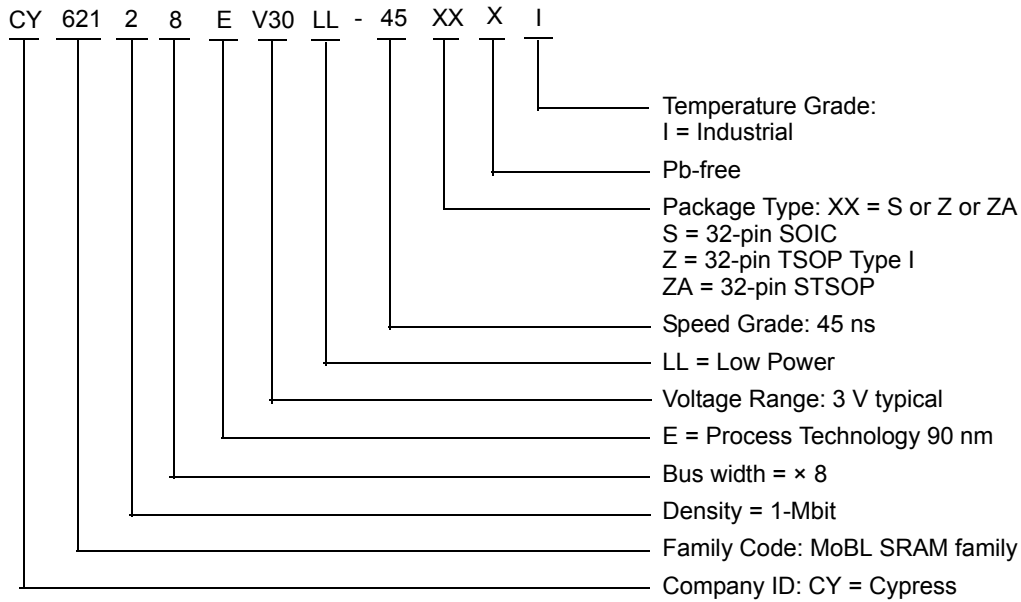 CY 621 2 8 E V30 LL - 45 XX X I
Temperature Grade:
I = Industrial
Pb-free
Package Type: XX = S or Z or ZA
S = 32-pin SOIC
Z = 32-pin TSOP Type I
ZA = 32-pin STSOP
Speed Grade: 45 ns
LL = Low Power
Voltage Range: 3 V typical
E = Process Technology 90 nm
Bus width = × 8
Density = 1-Mbit
Family Code: MoBL SRAM family
Company ID: CY = Cypress